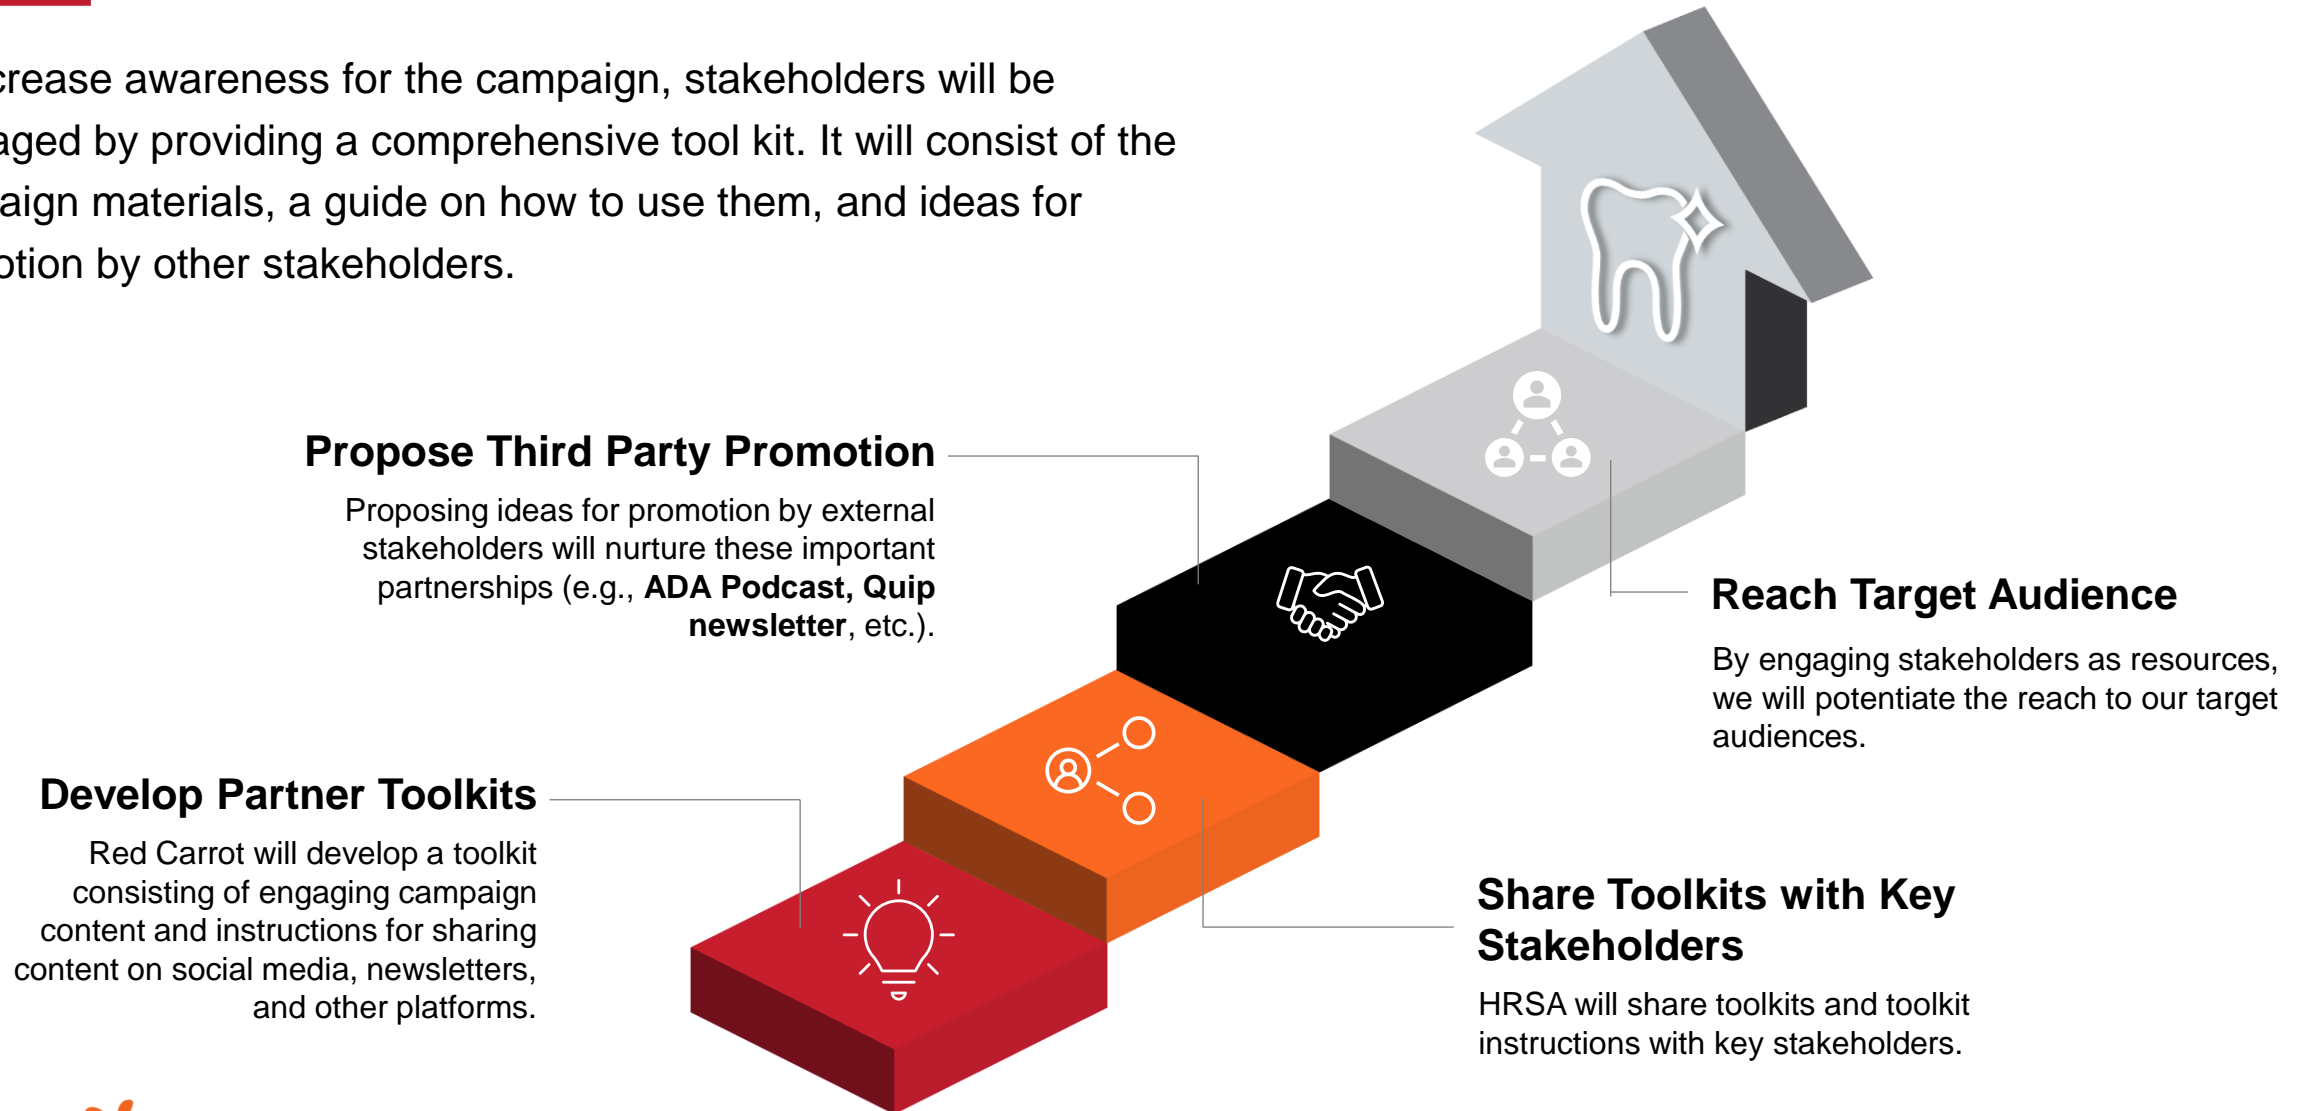 crease awareness for the campaign, stakeholders will be
aged by providing a comprehensive tool kit. It will consist of the
aign materials, a guide on how to use them, and ideas for
otion by other stakeholders.
Propose Third Party Promotion
Proposing ideas for promotion by external
stakeholders will nurture these important
partnerships (e.g., ADA Podcast, Quip
newsletter, etc.).
Reach Target Audience
By engaging stakeholders as resources,
we will potentiate the reach to our target
audiences.
Develop Partner Toolkits
Red Carrot will develop a toolkit
consisting of engaging campaign
content and instructions for sharing
content on social media, newsletters,
and other platforms.
Share Toolkits with Key
Stakeholders
HRSA will share toolkits and toolkit
instructions with key stakeholders.